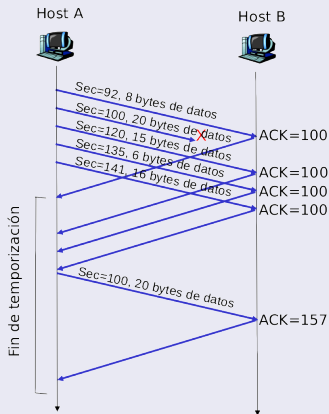 Host A
Host B
Sec=92, 8 bytes de datos
Sec=100, 20 bytes de datos
X
Sec=120, 15 bytes de datos
Sec=135, 6 bytes de datos
Sec=141, 16 bytes de datos
ACK=100
ACK=100
ACK=100
ACK=100
Fin de temporización
Sec=100, 20 bytes de datos
ACK=157